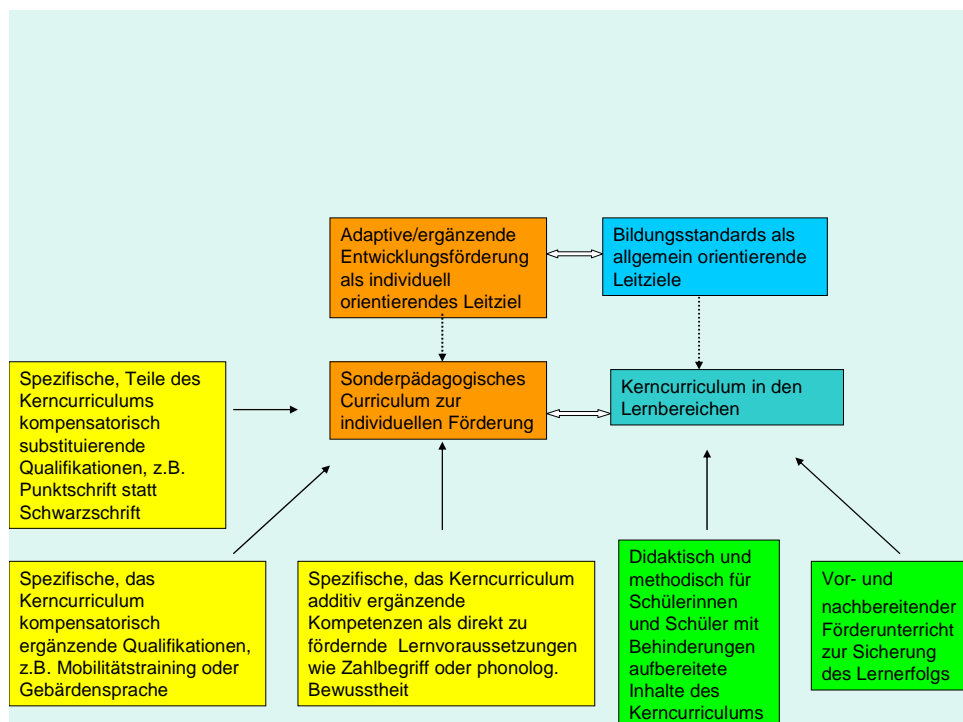 Adaptive/ergänzende
Entwicklungsförderung
als individuell
orientierendes Leitziel
Bildungsstandards als
allgemein orientierende
Leitziele
Spezifische, Teile des
Kerncurriculums
kompensatorisch
substituierende
Qualifikationen, z.B.
Punktschrift statt
Schwarzschrift
Sonderpädagogisches
Curriculum zur
individuellen Förderung
Kerncurriculum in den
Lernbereichen
Spezifische, das
Kerncurriculum
kompensatorisch
ergänzende Qualifikationen,
z.B. Mobilitätstraining oder
Gebärdensprache
Spezifische, das Kerncurriculum
additiv ergänzende
Kompetenzen als direkt zu
fördernde Lernvoraussetzungen
wie Zahlbegriff oder phonolog.
Bewusstheit
Didaktisch und
methodisch für
Schülerinnen
und Schüler mit
Behinderungen
aufbereitete
Inhalte des
Kerncurriculums
Vor- und
nachbereitender
Förderunterricht
zur Sicherung
des Lernerfolgs